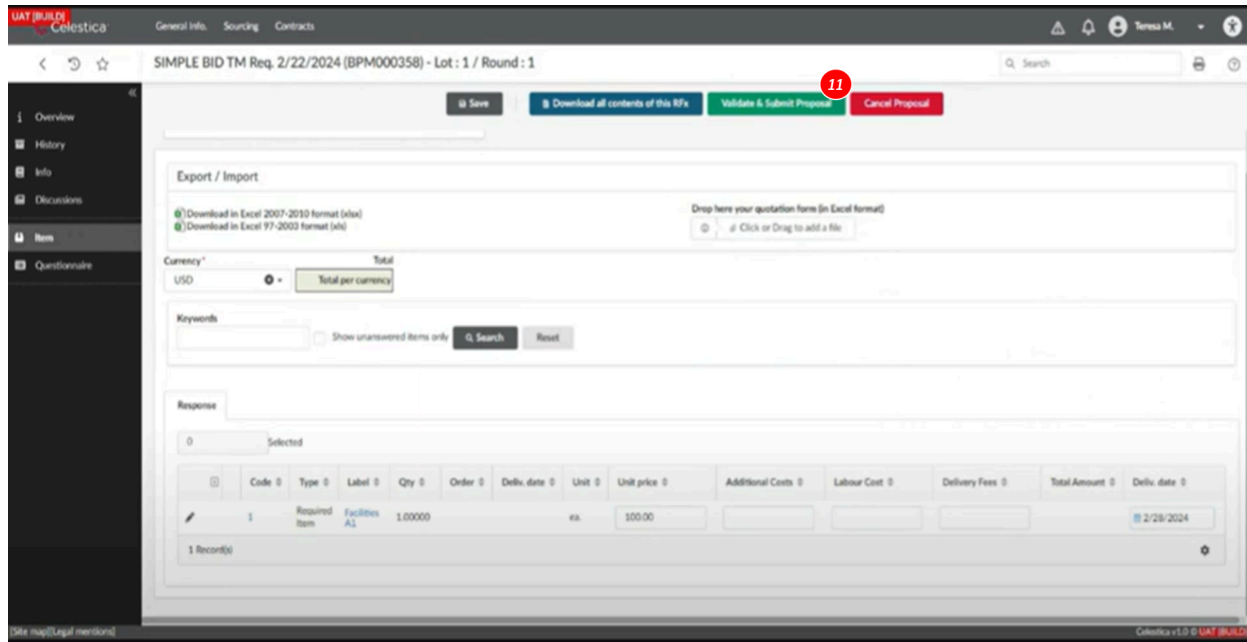 UAT [BUILD]
Celestica General Info. Sourcing Contracts Teresa M.
SIMPLE BID TM Req. 2/22/2024 (BPM000358) - Lot : 1 / Round : 1 Search
11
Save Download all contents of this RFx Validate & Submit Proposal Cancel Proposal
Overview
History
Info
Discussions
Item
Questionnaire
Export / Import
Download in Excel 2007-2010 format (xlsx)
Download in Excel 97-2003 format (xls)
Drop here your quotation form (in Excel format)
Click or Drag to add a file
Currency* Total
USD Total per currency
Keywords
Show unanswered items only Search Reset
Response
0 Selected
Code Type Label Qty Order Deliv. date Unit Unit price Additional Costs Labour Cost Delivery Fees Total Amount Deliv. date
1 Required Item Facilities A1 1.00000 ea. 100.00 2/28/2024
1 Record(s)
[Site map][Legal mentions] Celestica v1.0 © UAT [BUILD]